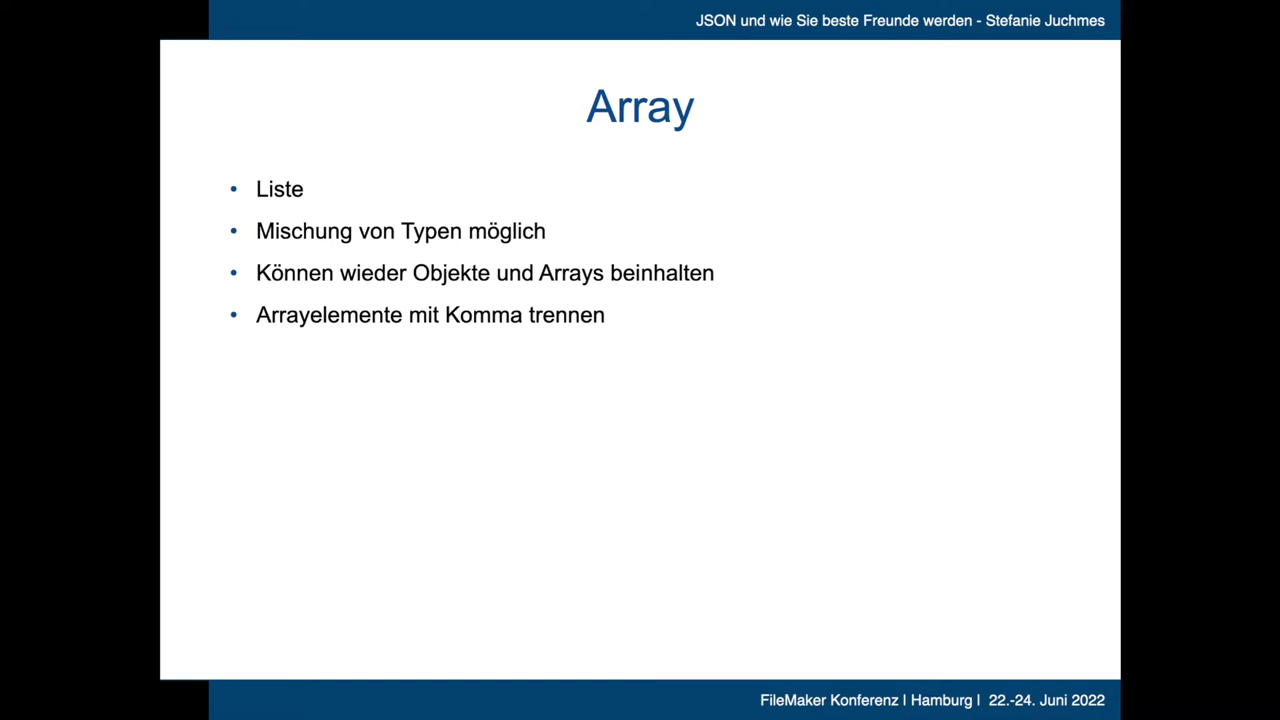 JSON und wie Sie beste Freunde werden - Stefanie Juchmes
Array
• Liste
• Mischung von Typen möglich
• Können wieder Objekte und Arrays beinhalten
• Arrayelemente mit Komma trennen
FileMaker Konferenz | Hamburg | 22.-24. Juni 2022